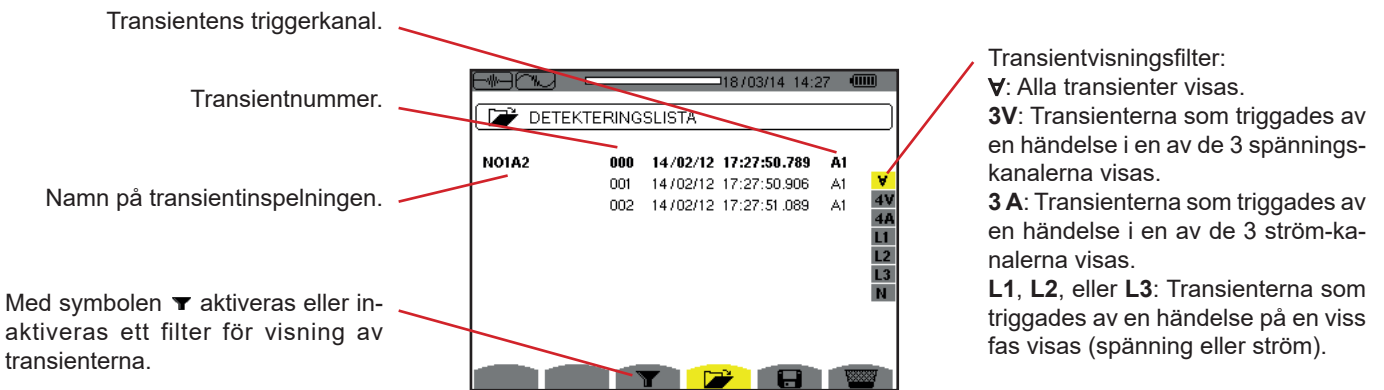 Transientens triggerkanal.
Transientnummer.
Namn på transientinspelningen.
Med symbolen aktiveras eller in-
aktiveras ett filter för visning av
transienterna.
18/03/14 14:27
DETEKTERINGSLISTA
NO1A2 000 14/02/12 17:27:50.789 A1
001 14/02/12 17:27:50.906 A1
002 14/02/12 17:27:51.089 A1
∀
4V
4A
L1
L2
L3
N
Transientvisningsfilter:
∀: Alla transienter visas.
3V: Transienterna som triggades av
en händelse i en av de 3 spännings-
kanalerna visas.
3 A: Transienterna som triggades av
en händelse i en av de 3 ström-ka-
nalerna visas.
L1, L2, eller L3: Transienterna som
triggades av en händelse på en viss
fas visas (spänning eller ström).